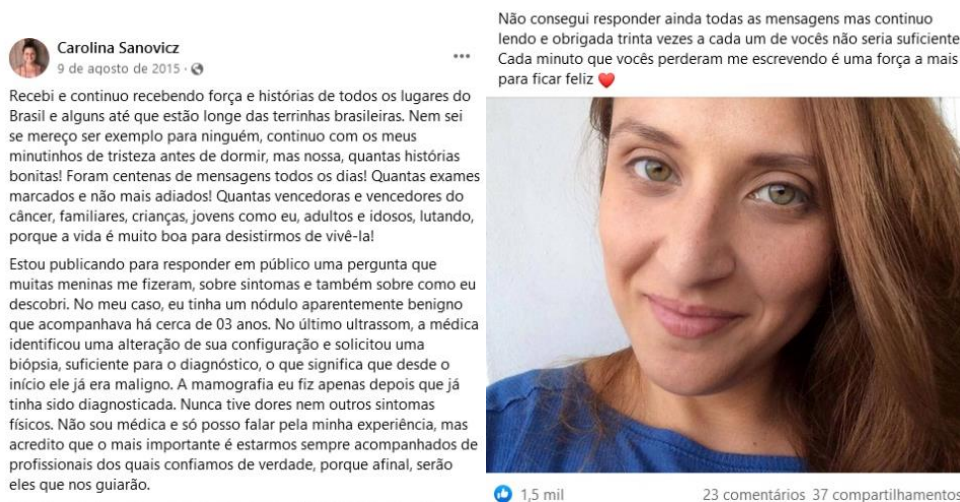 Carolina Sanovicz
9 de agosto de 2015 ·
Recebi e continuo recebendo força e histórias de todos os lugares do
Brasil e alguns até que estão longe das terrinhas brasileiras. Nem sei
se mereço ser exemplo para ninguém, continuo com os meus
minutinhos de tristeza antes de dormir, mas nossa, quantas histórias
bonitas! Foram centenas de mensagens todos os dias! Quantas exames
marcados e não mais adiados! Quantas vencedoras e vencedores do
câncer, familiares, crianças, jovens como eu, adultos e idosos, lutando,
porque a vida é muito boa para desistirmos de vivê-la!
Estou publicando para responder em público uma pergunta que
muitas meninas me fizeram, sobre sintomas e também sobre como eu
descobri. No meu caso, eu tinha um nódulo aparentemente benigno
que acompanhava há cerca de 03 anos. No último ultrassom, a médica
identificou uma alteração de sua configuração e solicitou uma
biópsia, suficiente para o diagnóstico, o que significa que desde o
início ele já era maligno. A mamografia eu fiz apenas depois que já
tinha sido diagnosticada. Nunca tive dores nem outros sintomas
físicos. Não sou médica e só posso falar pela minha experiência, mas
acredito que o mais importante é estarmos sempre acompanhados de
profissionais dos quais confiamos de verdade, porque afinal, serão
eles que nos guiarão.
Não consegui responder ainda todas as mensagens mas continuo
lendo e obrigada trinta vezes a cada um de vocês não seria suficiente
Cada minuto que vocês perderam me escrevendo é uma força a mais
para ficar feliz ❤
1,5 mil
23 comentários 37 compartilhamentos